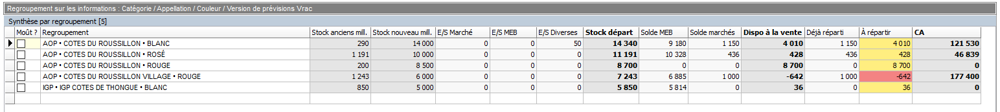 Regroupement sur les informations : Catégorie / Appellation / Couleur / Version de prévisions Vrac
Synthèse par regroupement [5]
Moût ? Regroupement Stock anciens mill. Stock nouveau mill. E/S Marché E/S MEB E/S Diverses Stock départ Solde MEB Solde marchés Dispo à la vente Déjà réparti À répartir CA
AOP • COTES DU ROUSSILLON • BLANC 290 14 000 0 0 50 14 340 9 180 1 150 4 010 1 150 4 010 121 530
AOP • COTES DU ROUSSILLON • ROSÉ 1 191 10 000 0 0 0 11 191 10 328 436 428 436 428 46 839
AOP • COTES DU ROUSSILLON • ROUGE 200 8 500 0 0 0 8 700 0 0 8 700 0 8 700 0
AOP • COTES DU ROUSSILLON VILLAGE • ROUGE 1 243 6 000 0 0 0 7 243 6 885 1 000 -642 1 000 -642 177 400
IGP • IGP COTES DE THONGUE • BLANC 850 5 000 0 0 0 5 850 5 814 0 36 0 36 0